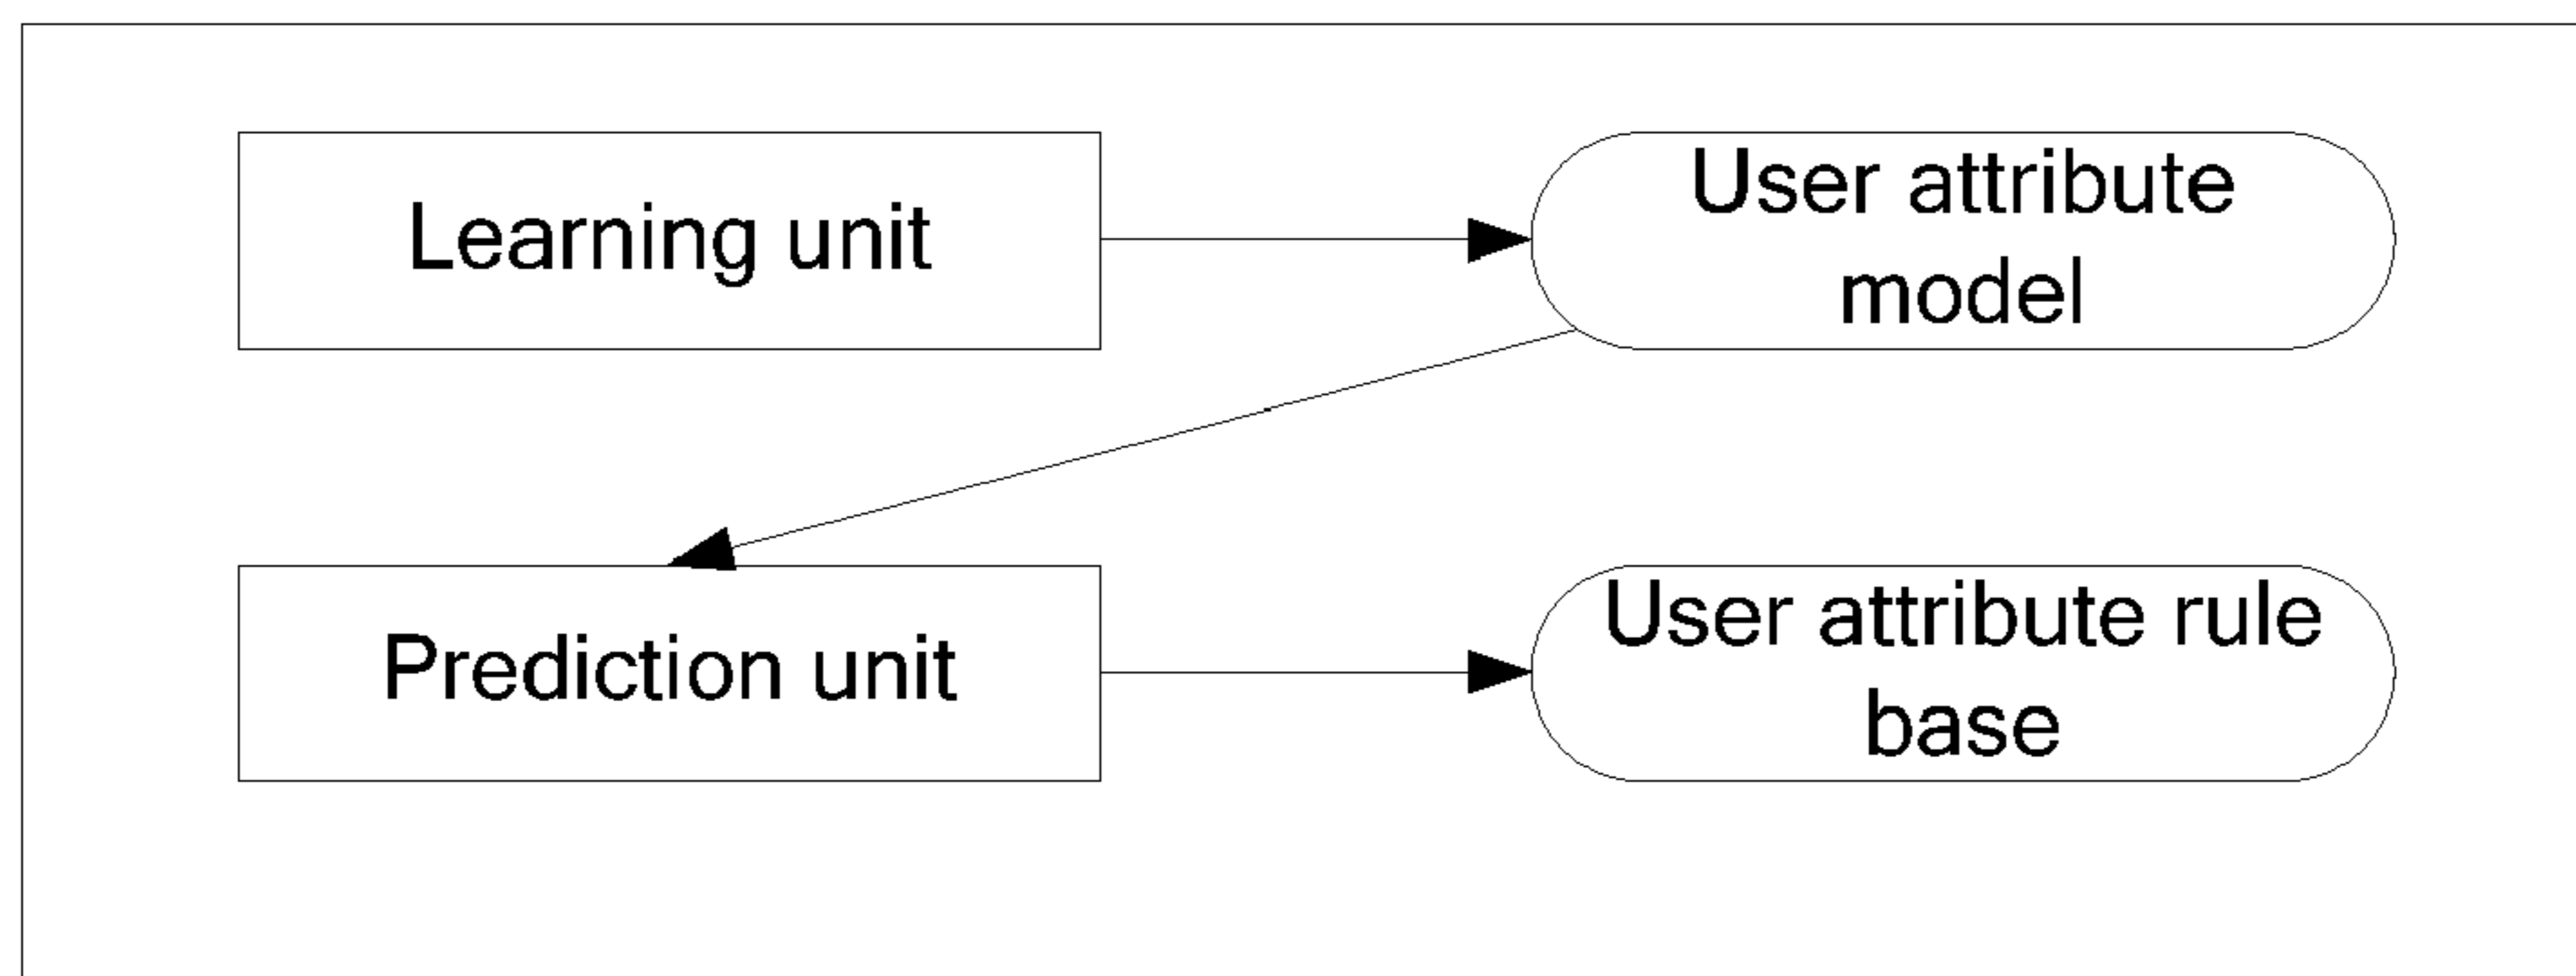 Learning unit
User attribute
model
Prediction unit
User attribute rule
base